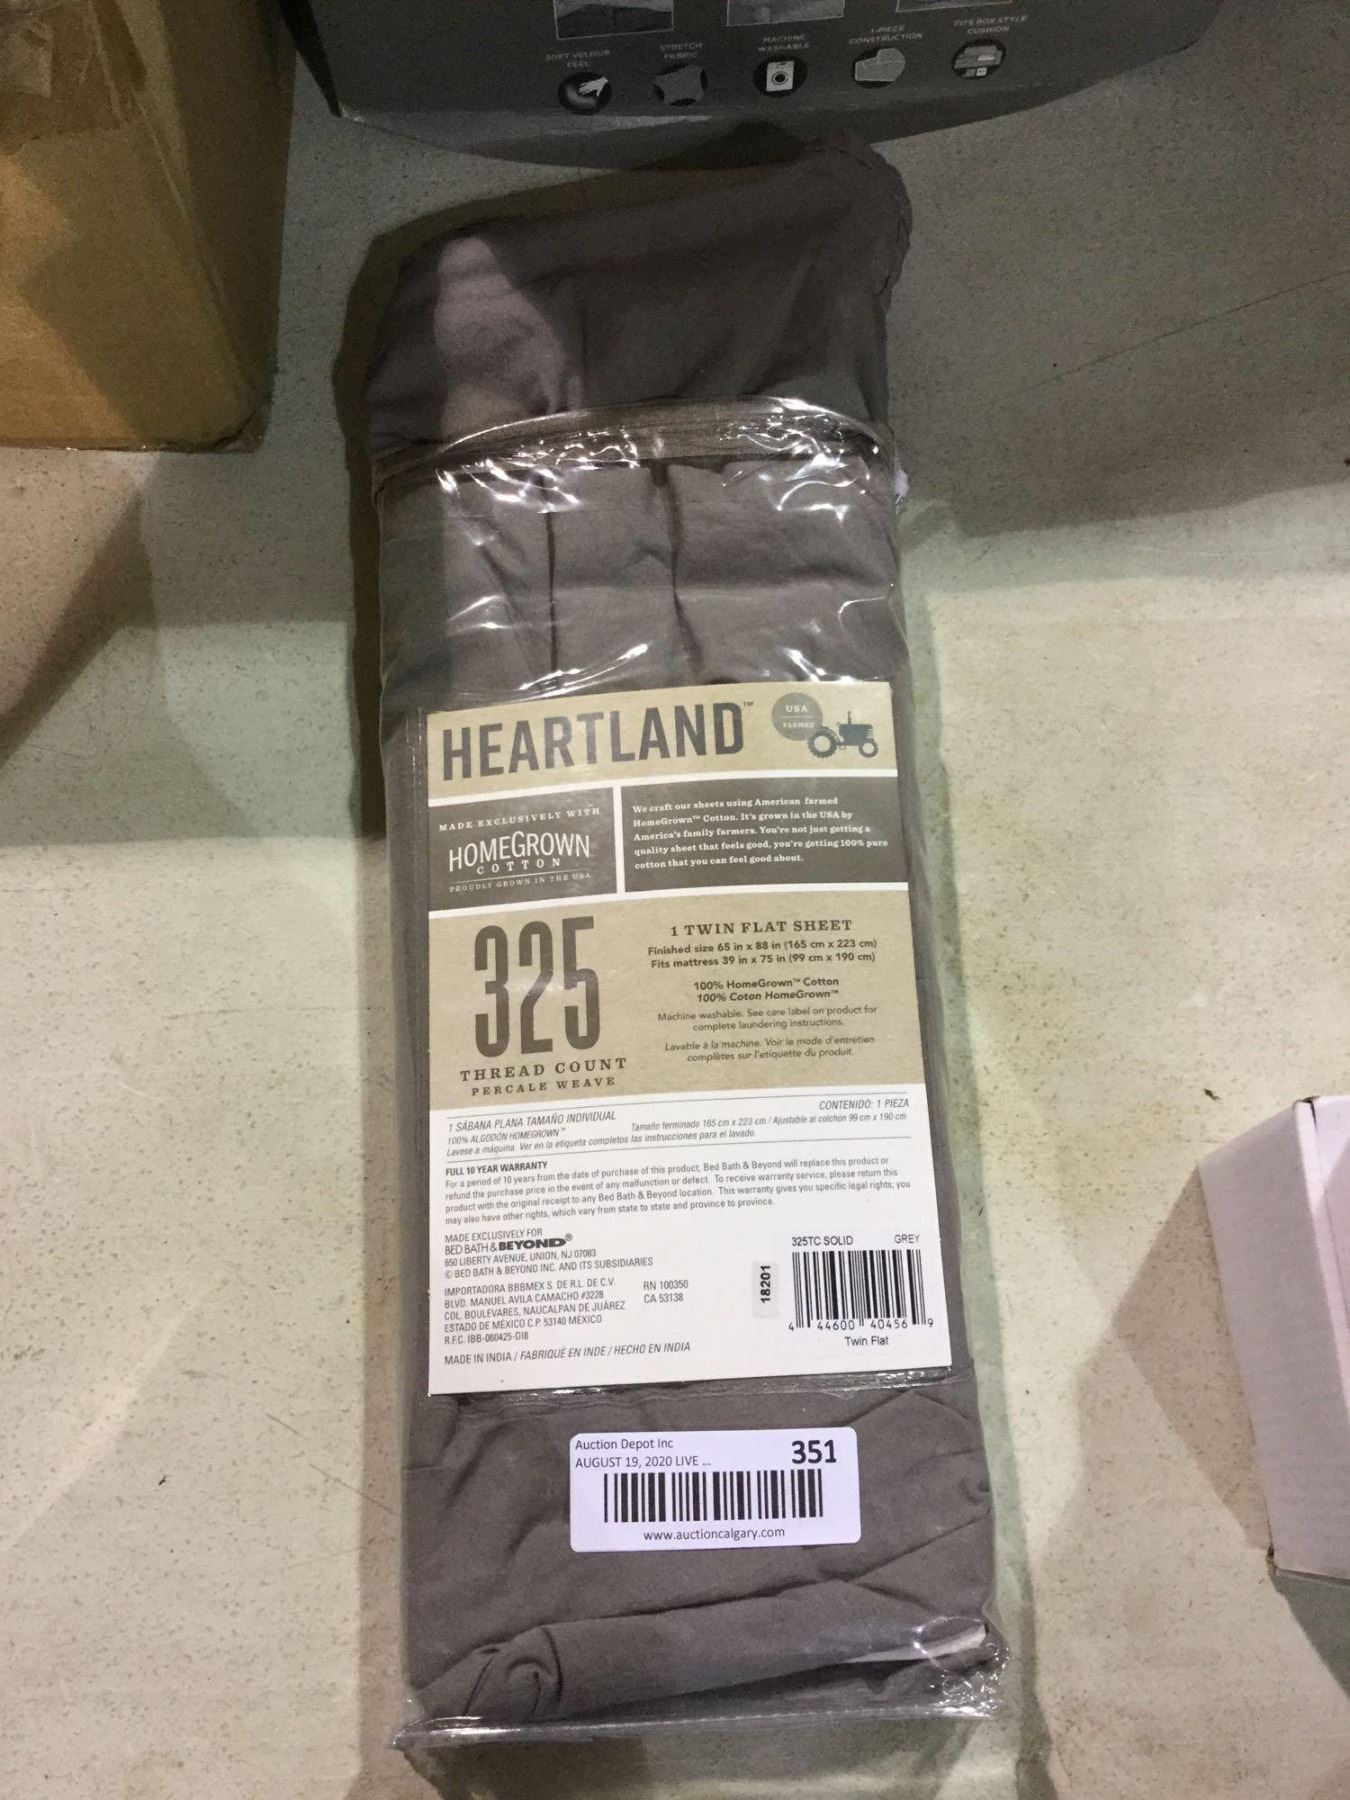 SOFT VELOUR
FEEL
STRETCH
FABRIC
MACHINE
WASHABLE
1-PIECE
CONSTRUCTION
FITS BOX STYLE
CUSHION
HEARTLAND™
USA
FARMED
MADE EXCLUSIVELY WITH
HOMEGROWN
COTTON
PROUDLY GROWN IN THE USA
We craft our sheets using American farmed
HomeGrown™ Cotton. It's grown in the USA by
America's family farmers. You're not just getting a
quality sheet that feels good, you're getting 100% pure
cotton that you can feel good about.
325
THREAD COUNT
PERCALE WEAVE
1 TWIN FLAT SHEET
Finished size 65 in x 88 in (165 cm x 223 cm)
Fits mattress 39 in x 75 in (99 cm x 190 cm)
100% HomeGrown™ Cotton
100% Coton HomeGrown™
Machine washable. See care label on product for
complete laundering instructions.
Lavable à la machine. Voir le mode d'entretien
complètes sur l'etiquette du produit.
1 SÁBANA PLANA TAMAÑO INDIVIDUAL
CONTENIDO: 1 PIEZA
100% ALGODÓN HOMEGROWN™
Tamaño terminado 165 cm x 223 cm / Ajustable al colchón 99 cm x 190 cm
Lavese a máquina. Ver en la etiqueta completos las instrucciones para el lavado.
FULL 10 YEAR WARRANTY
For a period of 10 years from the date of purchase of this product, Bed Bath & Beyond will replace this product or
refund the purchase price in the event of any malfunction or defect. To receive warranty service, please return this
product with the original receipt to any Bed Bath & Beyond location. This warranty gives you specific legal rights; you
may also have other rights, which vary from state to state and province to province.
MADE EXCLUSIVELY FOR
BED BATH & BEYOND®
650 LIBERTY AVENUE, UNION, NJ 07083
© BED BATH & BEYOND INC. AND ITS SUBSIDIARIES
IMPORTADORA BBBMEX S. DE R.L. DE C.V.
BLVD. MANUEL AVILA CAMACHO #3228
COL. BOULEVARES, NAUCALPAN DE JUÁREZ
ESTADO DE MÉXICO C.P. 53140 MÉXICO
R.F.C. IBB-060425-DI8
RN 100350
CA 53138
MADE IN INDIA / FABRIQUÉ EN INDE / HECHO EN INDIA
18201
325TC SOLID GREY
4 44600 40456 9
Twin Flat
Auction Depot Inc
AUGUST 19, 2020 LIVE ...
351
www.auctioncalgary.com